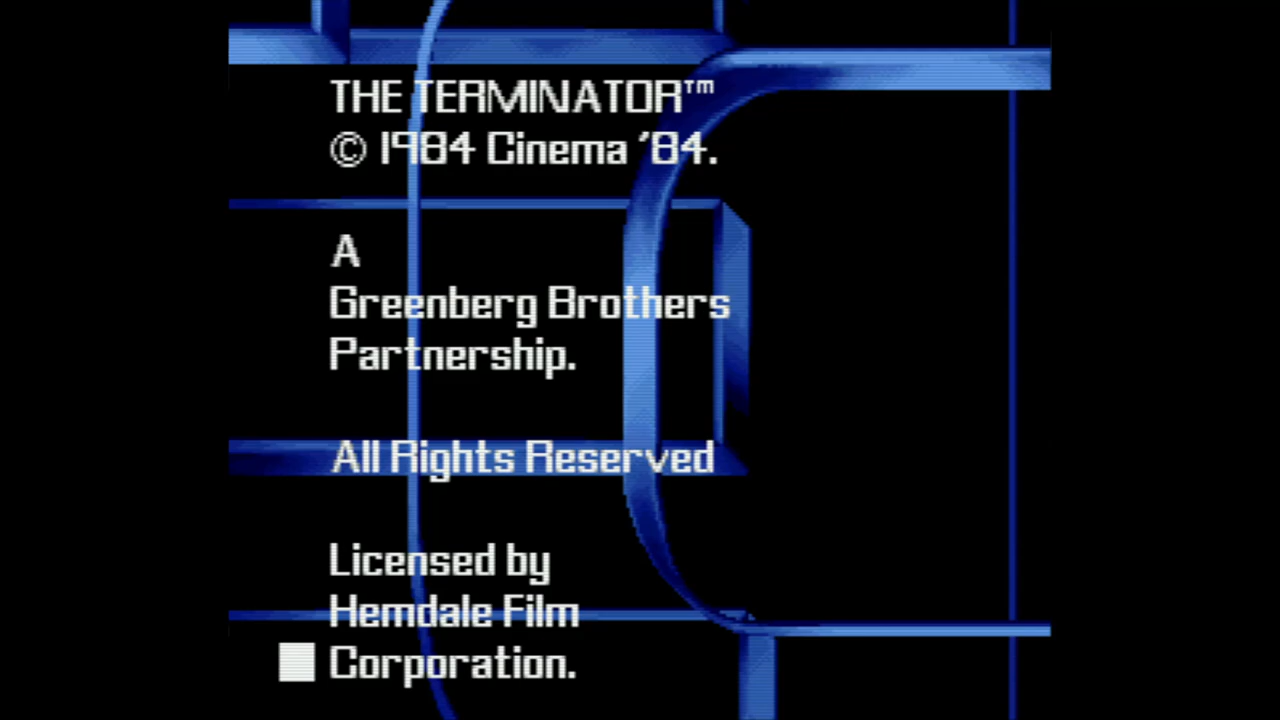 THE TERMINATOR™
© 1984 Cinema '84.
A
Greenberg Brothers
Partnership.
All Rights Reserved
Licensed by
Hemdale Film
Corporation.